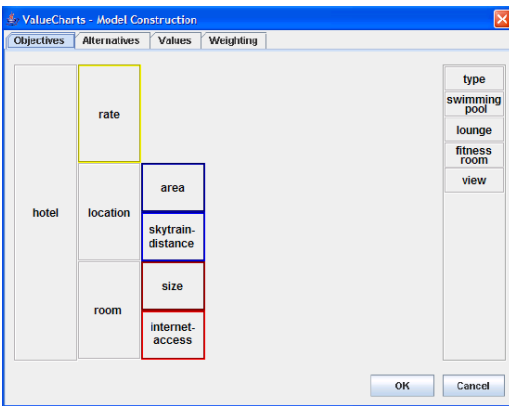 ValueCharts - Model Construction
Objectives Alternatives Values Weighting
hotel
rate
location
room
area
skytrain-
distance
size
internet-
access
type
swimming
pool
lounge
fitness
room
view
OK Cancel